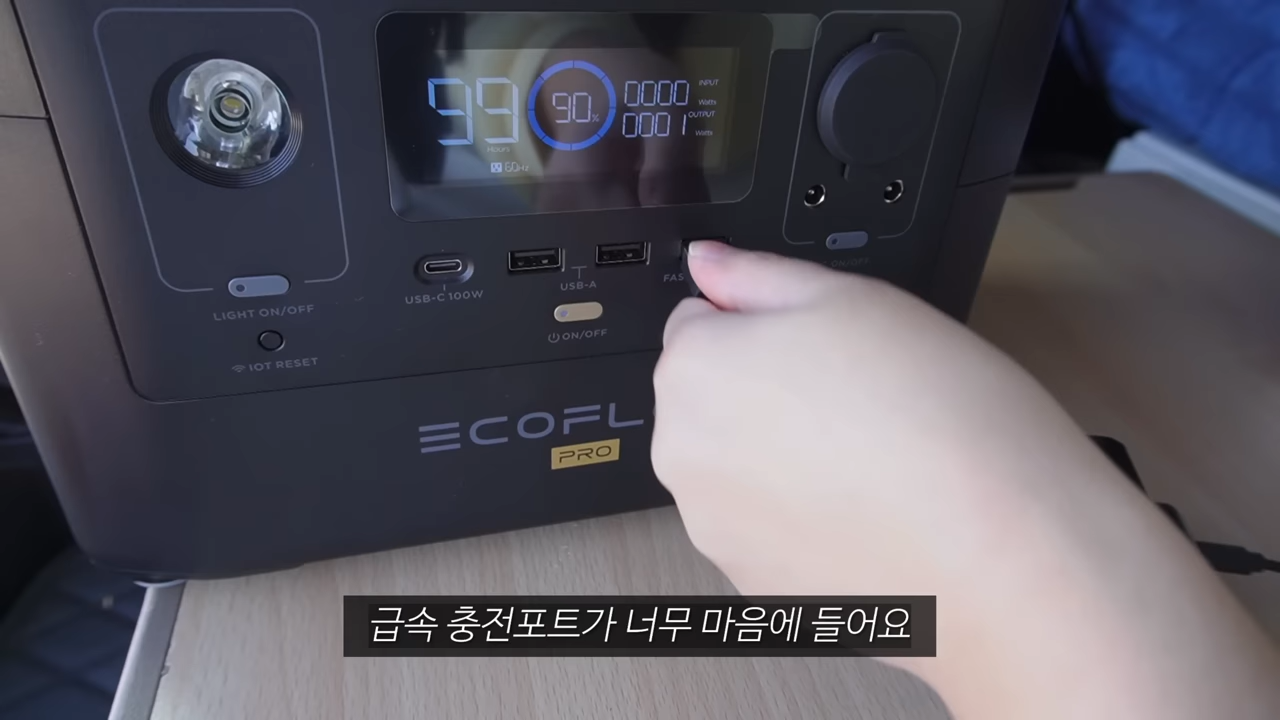 99
Hours
90%
0000
INPUT
Watts
OUTPUT
0001
Watts
60Hz
LIGHT ON/OFF
IOT RESET
USB-C 100W
USB-A
ON/OFF
FAS
ON/OFF
ECOFL
PRO
급속 충전포트가 너무 마음에 들어요